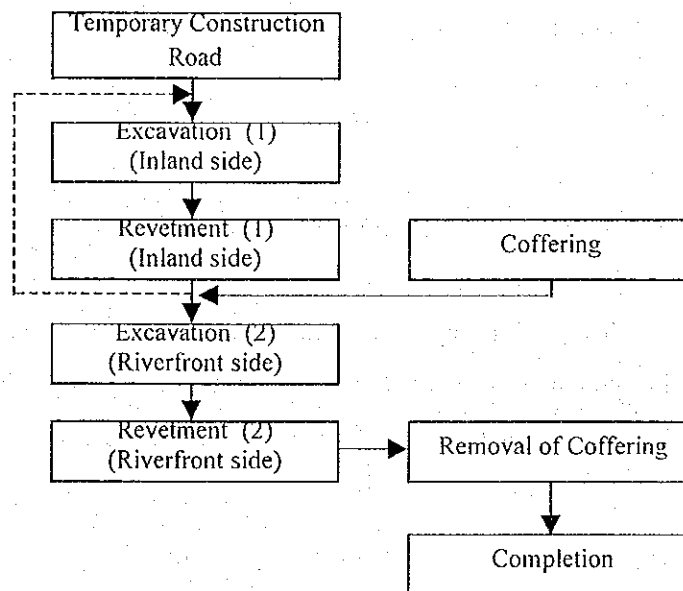 Temporary Construction
Road
Excavation (1)
(Inland side)
Revetment (1)
(Inland side)
Coffering
Excavation (2)
(Riverfront side)
Revetment (2)
(Riverfront side)
Removal of Coffering
Completion